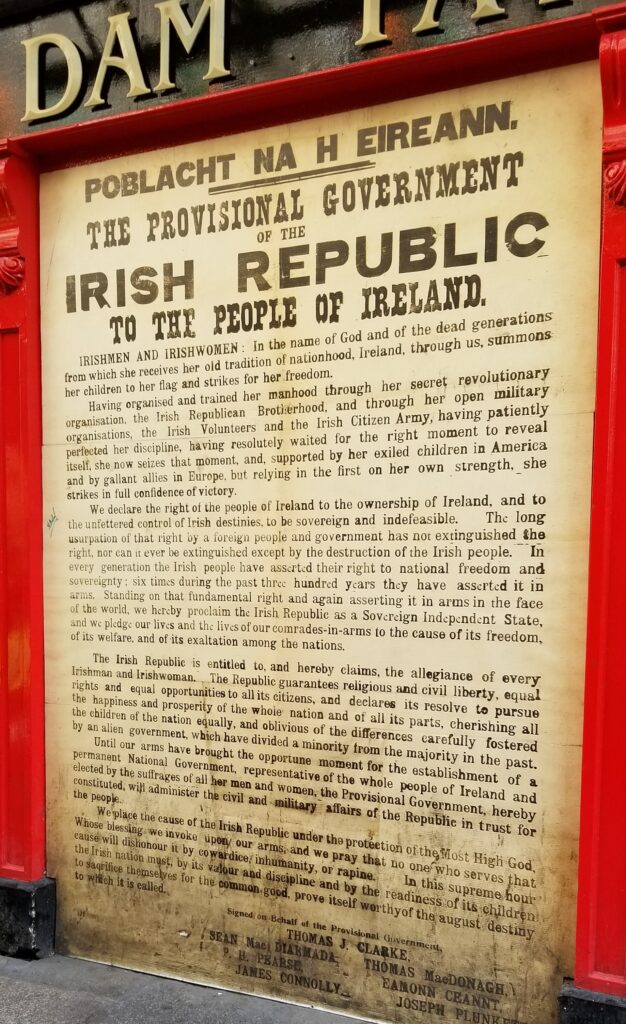 DAM TA
POBLACHT NA H EIREANN.
THE PROVISIONAL GOVERNMENT
OF THE
IRISH REPUBLIC
TO THE PEOPLE OF IRELAND.
IRISHMEN AND IRISHWOMEN: In the name of God and of the dead generations
from which she receives her old tradition of nationhood, Ireland, through us, summons
her children to her flag and strikes for her freedom.
Having organised and trained her manhood through her secret revolutionary
organisation, the Irish Republican Brotherhood, and through her open military
organisations, the Irish Volunteers and the Irish Citizen Army, having patiently
perfected her discipline, having resolutely waited for the right moment to reveal
itself, she now seizes that moment, and, supported by her exiled children in America
and by gallant allies in Europe, but relying in the first on her own strength, she
strikes in full confidence of victory.
We declare the right of the people of Ireland to the ownership of Ireland, and to
the unfettered control of Irish destinies, to be sovereign and indefeasible. The long
usurpation of that right by a foreign people and government has not extinguished the
right, nor can it ever be extinguished except by the destruction of the Irish people. In
every generation the Irish people have asserted their right to national freedom and
sovereignty; six times during the past three hundred years they have asserted it in
arms. Standing on that fundamental right and again asserting it in arms in the face
of the world, we hereby proclaim the Irish Republic as a Sovereign Independent State,
and we pledge our lives and the lives of our comrades-in-arms to the cause of its freedom,
of its welfare, and of its exaltation among the nations.
The Irish Republic is entitled to, and hereby claims, the allegiance of every
Irishman and Irishwoman. The Republic guarantees religious and civil liberty, equal
rights and equal opportunities to all its citizens, and declares its resolve to pursue
the happiness and prosperity of the whole nation and of all its parts, cherishing all
the children of the nation equally, and oblivious of the differences carefully fostered
by an alien government, which have divided a minority from the majority in the past.
Until our arms have brought the opportune moment for the establishment of a
permanent National Government, representative of the whole people of Ireland and
elected by the suffrages of all her men and women, the Provisional Government, hereby
constituted, will administer the civil and military affairs of the Republic in trust for
the people.
We place the cause of the Irish Republic under the protection of the Most High God,
Whose blessing we invoke upon our arms, and we pray that no one who serves that
cause will dishonour it by cowardice, inhumanity, or rapine. In this supreme hour
the Irish nation must, by its valour and discipline and by the readiness of its children
to sacrifice themselves for the common good, prove itself worthy of the august destiny
to which it is called.
Signed on Behalf of the Provisional Government,
THOMAS J. CLARKE,
SEAN Mac DIARMADA, THOMAS MacDONAGH,
P. H. PEARSE, EAMONN CEANNT,
JAMES CONNOLLY, JOSEPH PLUNKET